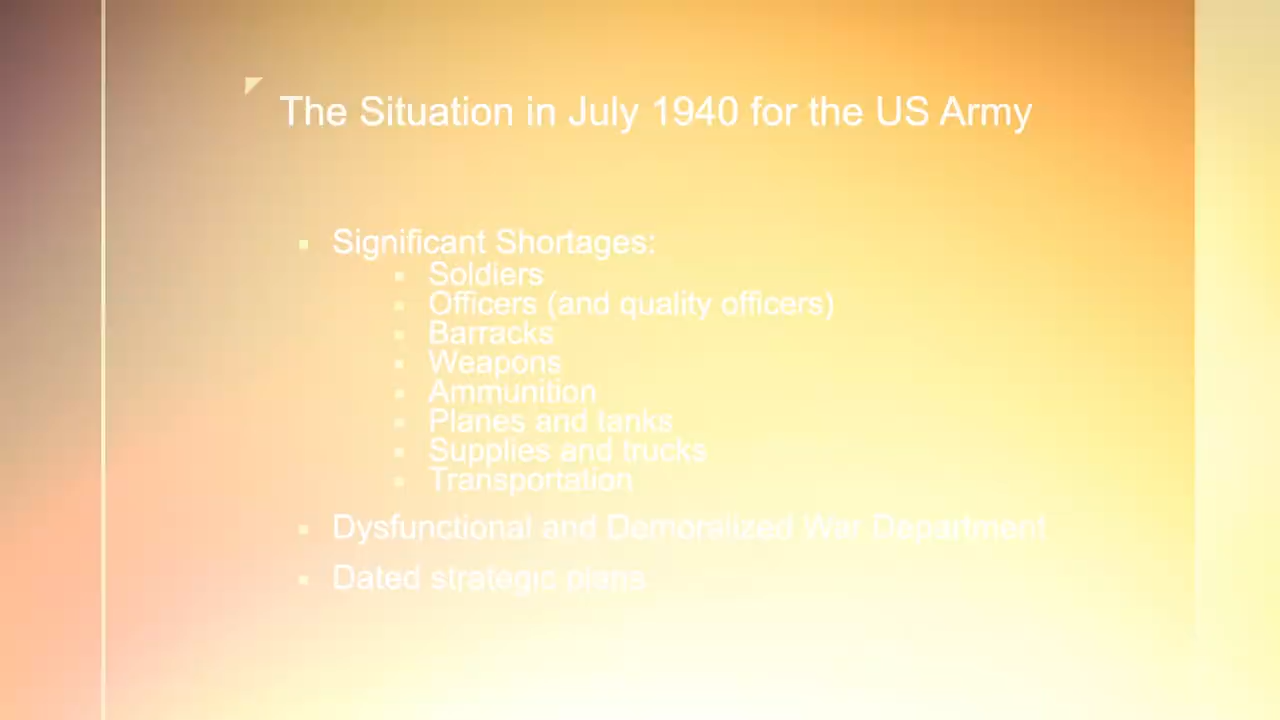 The Situation in July 1940 for the US Army
Significant Shortages:
Soldiers
Officers (and quality officers)
Barracks
Weapons
Ammunition
Planes and tanks
Supplies and trucks
Transportation
Dysfunctional and Demoralized War Department
Dated strategic plans